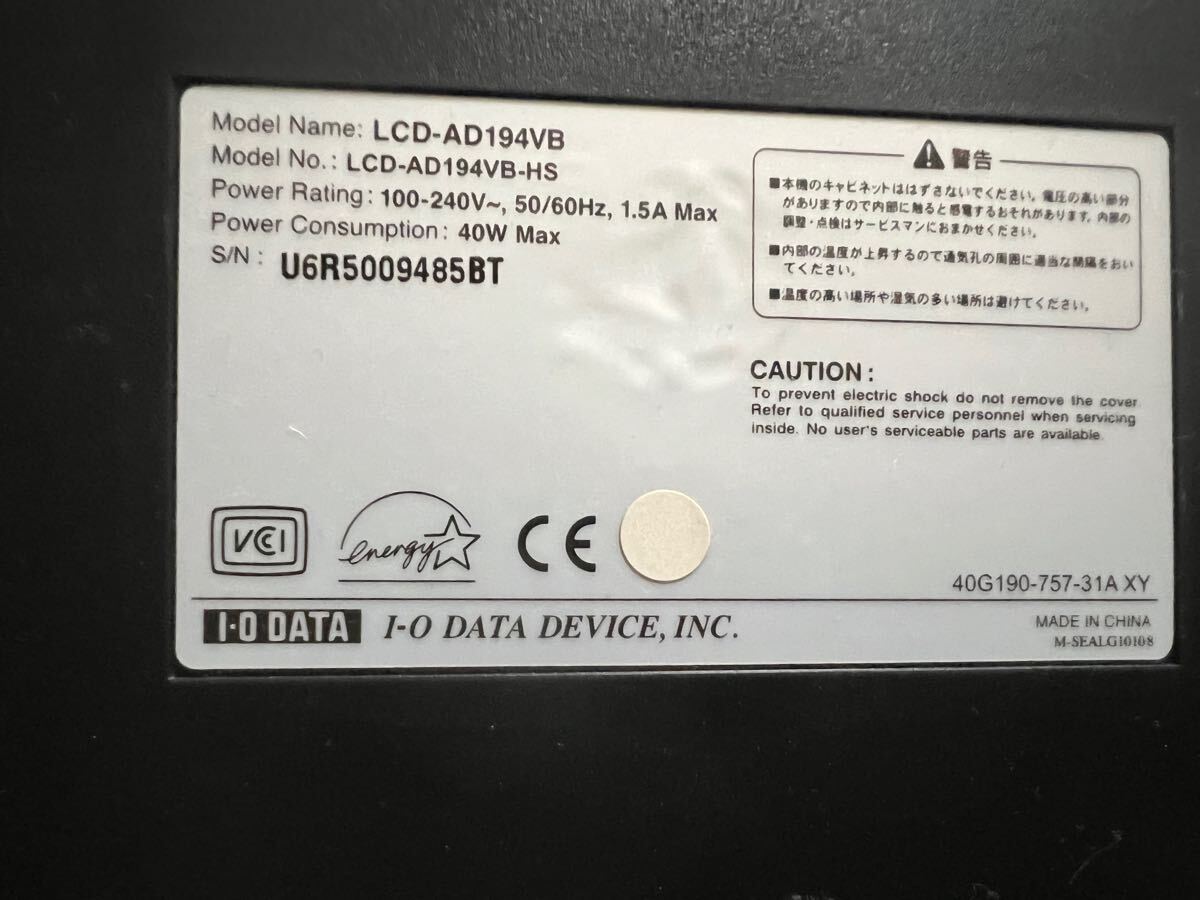 Model Name: LCD-AD194VB
Model No.: LCD-AD194VB-HS
Power Rating: 100-240V~, 50/60Hz, 1.5A Max
Power Consumption: 40W Max
S/N : U6R5009485BT
警告
■本機のキャビネットははずさないでください。電圧の高い部分
がありますので内部に触ると感電するおそれがあります。内部の
調整・点検はサービスマンにおまかせください。
■内部の温度が上昇するので通気孔の周囲に適当な間隔をおい
てください。
■温度の高い場所や湿気の多い場所は避けてください。
CAUTION :
To prevent electric shock do not remove the cover.
Refer to qualified service personnel when servicing
inside. No user's serviceable parts are available.
VCCI
energy
CE
40G190-757-31A XY
I-O DATA I-O DATA DEVICE, INC.
MADE IN CHINA
M-SEALG10108